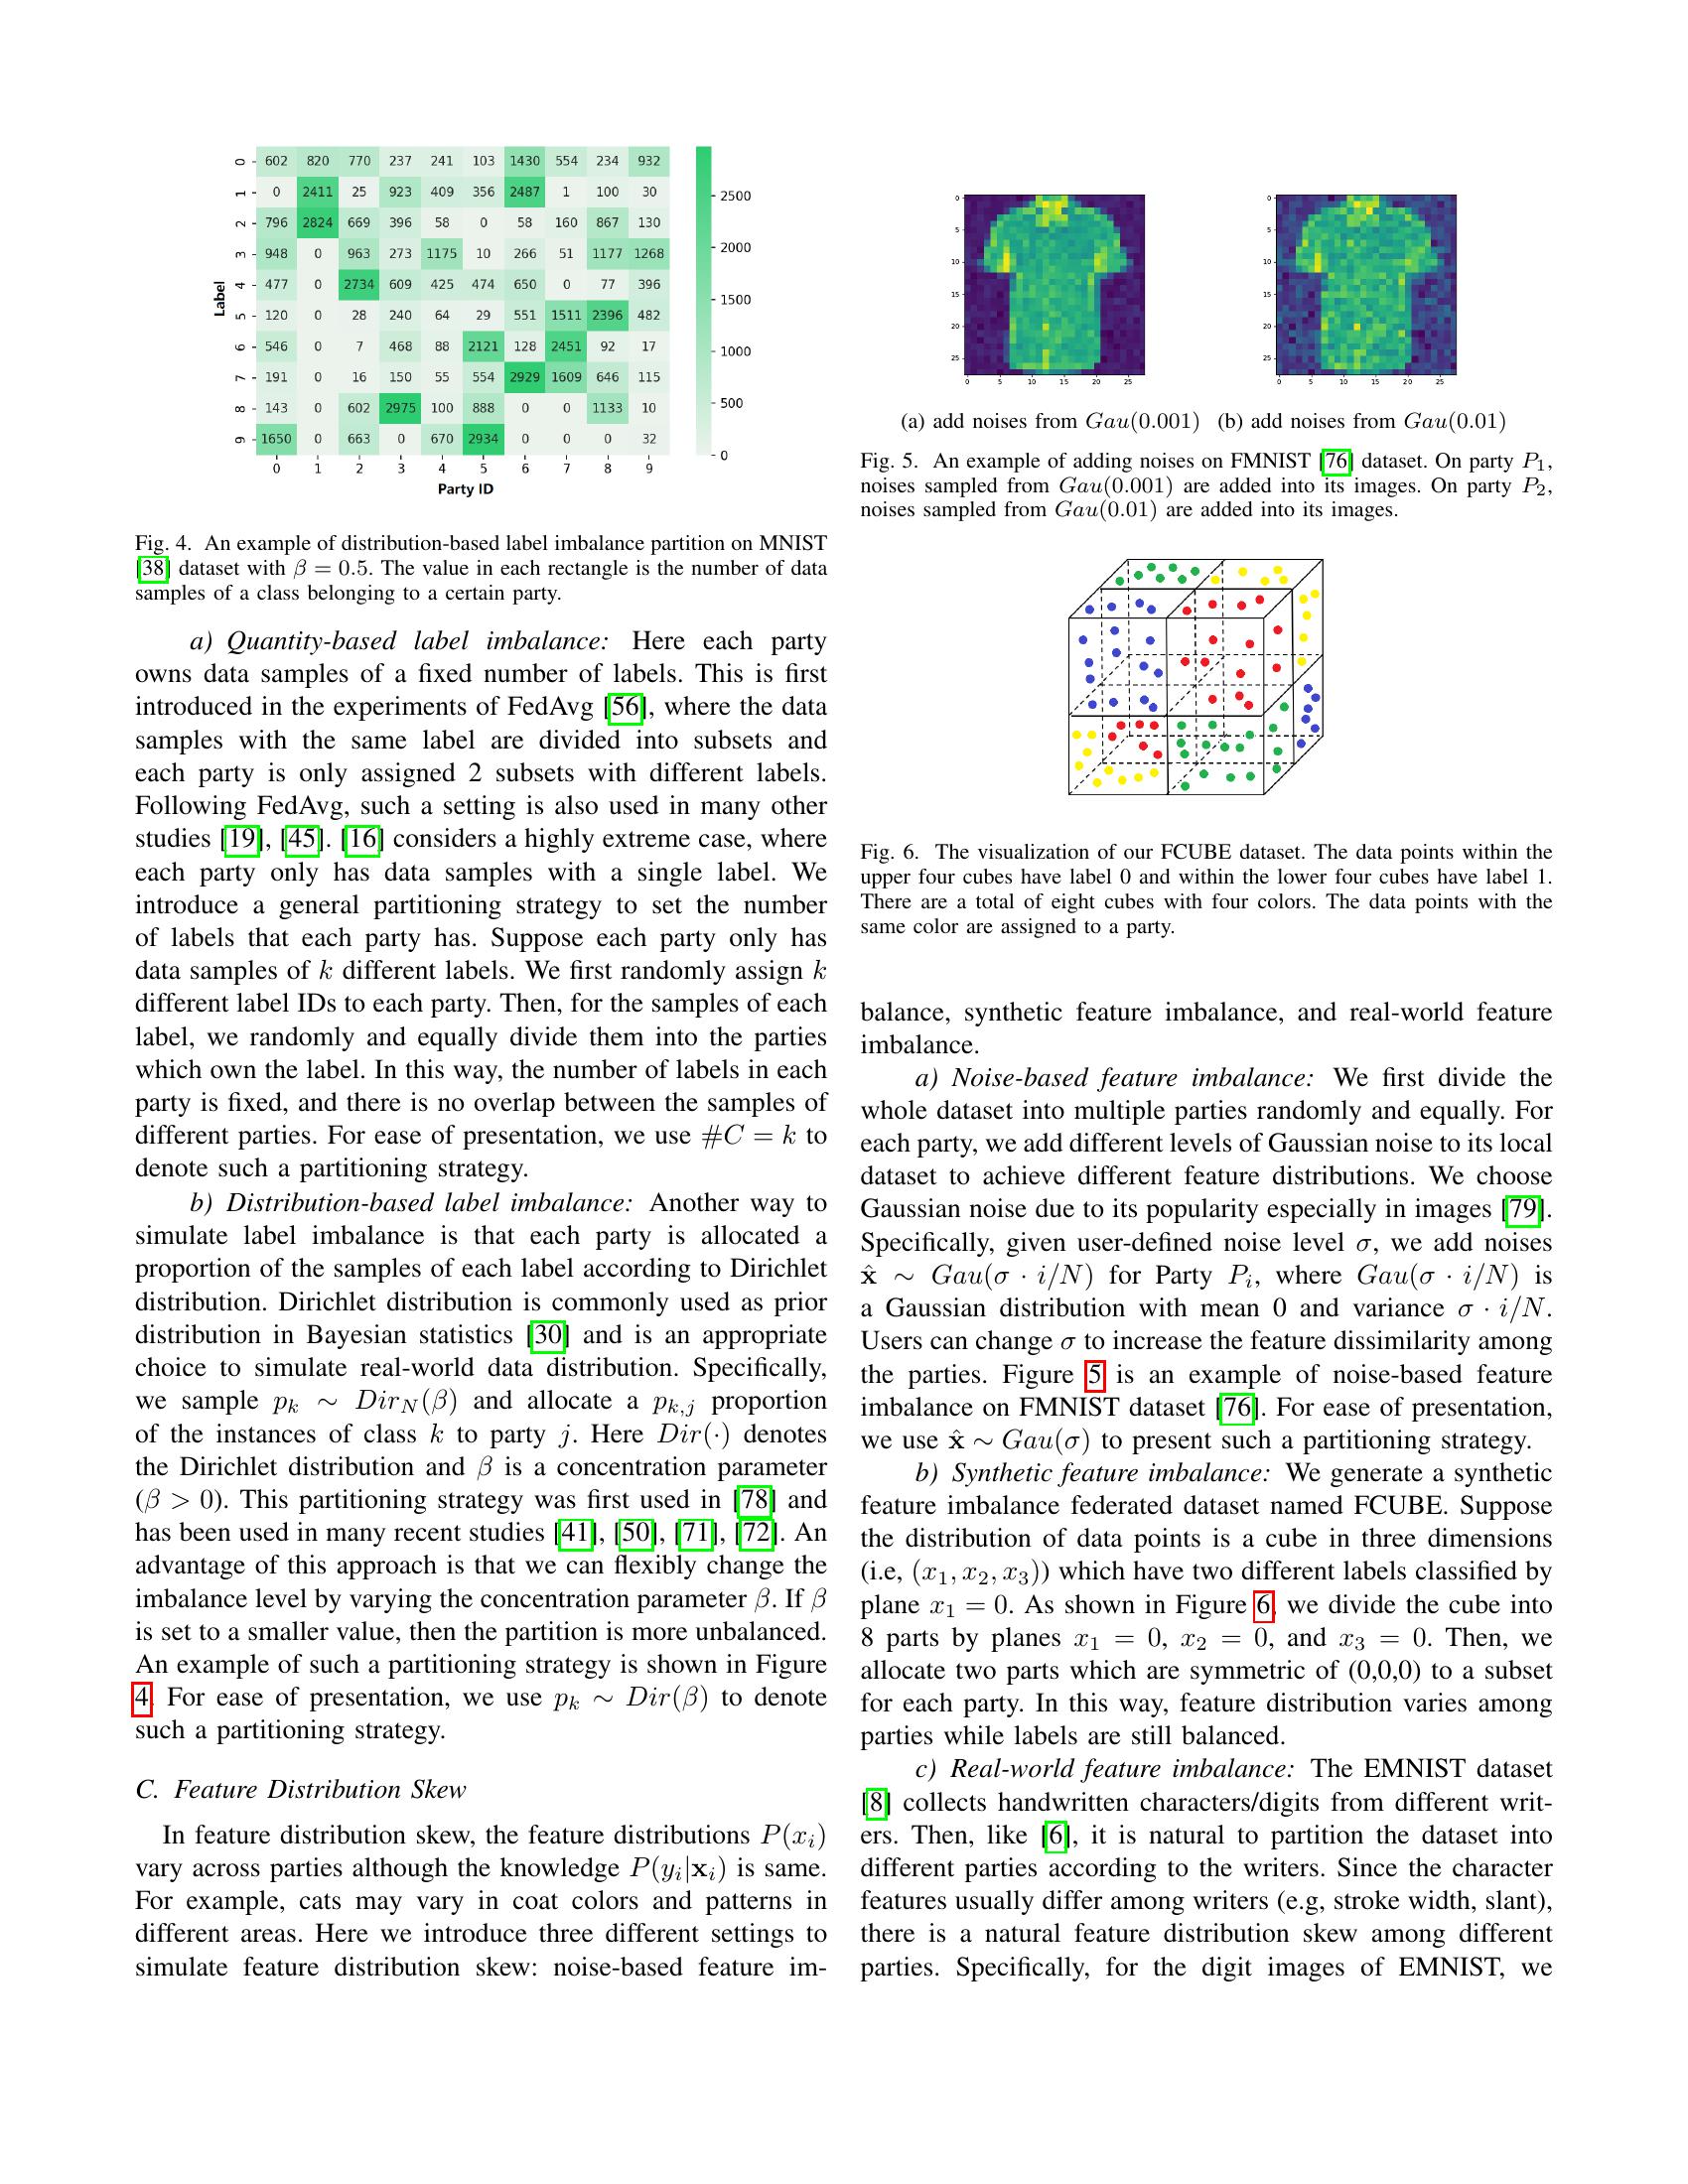 0 602 820 770 237 241 103 1430 554 234 932
1 0 2411 25 923 409 356 2487 1 100 30
2 796 2824 669 396 58 0 58 160 867 130
3 948 0 963 273 1175 10 266 51 1177 1268
4 477 0 2734 609 425 474 650 0 77 396
5 120 0 28 240 64 29 551 1511 2396 482
6 546 0 7 468 88 2121 128 2451 92 17
7 191 0 16 150 55 554 2929 1609 646 115
8 143 0 602 2975 100 888 0 0 1133 10
9 1650 0 663 0 670 2934 0 0 0 32
0 1 2 3 4 5 6 7 8 9
Label
Party ID
2500
2000
1500
1000
500
0
Fig. 4. An example of distribution-based label imbalance partition on MNIST
[38] dataset with β = 0.5. The value in each rectangle is the number of data
samples of a class belonging to a certain party.
a) Quantity-based label imbalance: Here each party
owns data samples of a fixed number of labels. This is first
introduced in the experiments of FedAvg [56], where the data
samples with the same label are divided into subsets and
each party is only assigned 2 subsets with different labels.
Following FedAvg, such a setting is also used in many other
studies [19], [45]. [16] considers a highly extreme case, where
each party only has data samples with a single label. We
introduce a general partitioning strategy to set the number
of labels that each party has. Suppose each party only has
data samples of k different labels. We first randomly assign k
different label IDs to each party. Then, for the samples of each
label, we randomly and equally divide them into the parties
which own the label. In this way, the number of labels in each
party is fixed, and there is no overlap between the samples of
different parties. For ease of presentation, we use #C = k to
denote such a partitioning strategy.
b) Distribution-based label imbalance: Another way to
simulate label imbalance is that each party is allocated a
proportion of the samples of each label according to Dirichlet
distribution. Dirichlet distribution is commonly used as prior
distribution in Bayesian statistics [30] and is an appropriate
choice to simulate real-world data distribution. Specifically,
we sample p_k ∼ Dir_N(β) and allocate a p_{k,j} proportion
of the instances of class k to party j. Here Dir(·) denotes
the Dirichlet distribution and β is a concentration parameter
(β > 0). This partitioning strategy was first used in [78] and
has been used in many recent studies [41], [50], [71], [72]. An
advantage of this approach is that we can flexibly change the
imbalance level by varying the concentration parameter β. If β
is set to a smaller value, then the partition is more unbalanced.
An example of such a partitioning strategy is shown in Figure
4. For ease of presentation, we use p_k ∼ Dir(β) to denote
such a partitioning strategy.
C. Feature Distribution Skew
In feature distribution skew, the feature distributions P(x_i)
vary across parties although the knowledge P(y_i|x_i) is same.
For example, cats may vary in coat colors and patterns in
different areas. Here we introduce three different settings to
simulate feature distribution skew: noise-based feature im-
0 5 10 15 20 25
0 5 10 15 20 25
0 5 10 15 20 25
0 5 10 15 20 25
(a) add noises from Gau(0.001) (b) add noises from Gau(0.01)
Fig. 5. An example of adding noises on FMNIST [76] dataset. On party P_1,
noises sampled from Gau(0.001) are added into its images. On party P_2,
noises sampled from Gau(0.01) are added into its images.
Fig. 6. The visualization of our FCUBE dataset. The data points within the
upper four cubes have label 0 and within the lower four cubes have label 1.
There are a total of eight cubes with four colors. The data points with the
same color are assigned to a party.
balance, synthetic feature imbalance, and real-world feature
imbalance.
a) Noise-based feature imbalance: We first divide the
whole dataset into multiple parties randomly and equally. For
each party, we add different levels of Gaussian noise to its local
dataset to achieve different feature distributions. We choose
Gaussian noise due to its popularity especially in images [79].
Specifically, given user-defined noise level σ, we add noises
x̂ ∼ Gau(σ · i/N) for Party P_i, where Gau(σ · i/N) is
a Gaussian distribution with mean 0 and variance σ · i/N.
Users can change σ to increase the feature dissimilarity among
the parties. Figure 5 is an example of noise-based feature
imbalance on FMNIST dataset [76]. For ease of presentation,
we use x̂ ∼ Gau(σ) to present such a partitioning strategy.
b) Synthetic feature imbalance: We generate a synthetic
feature imbalance federated dataset named FCUBE. Suppose
the distribution of data points is a cube in three dimensions
(i.e, (x_1, x_2, x_3)) which have two different labels classified by
plane x_1 = 0. As shown in Figure 6, we divide the cube into
8 parts by planes x_1 = 0, x_2 = 0, and x_3 = 0. Then, we
allocate two parts which are symmetric of (0,0,0) to a subset
for each party. In this way, feature distribution varies among
parties while labels are still balanced.
c) Real-world feature imbalance: The EMNIST dataset
[8] collects handwritten characters/digits from different writ-
ers. Then, like [6], it is natural to partition the dataset into
different parties according to the writers. Since the character
features usually differ among writers (e.g, stroke width, slant),
there is a natural feature distribution skew among different
parties. Specifically, for the digit images of EMNIST, we